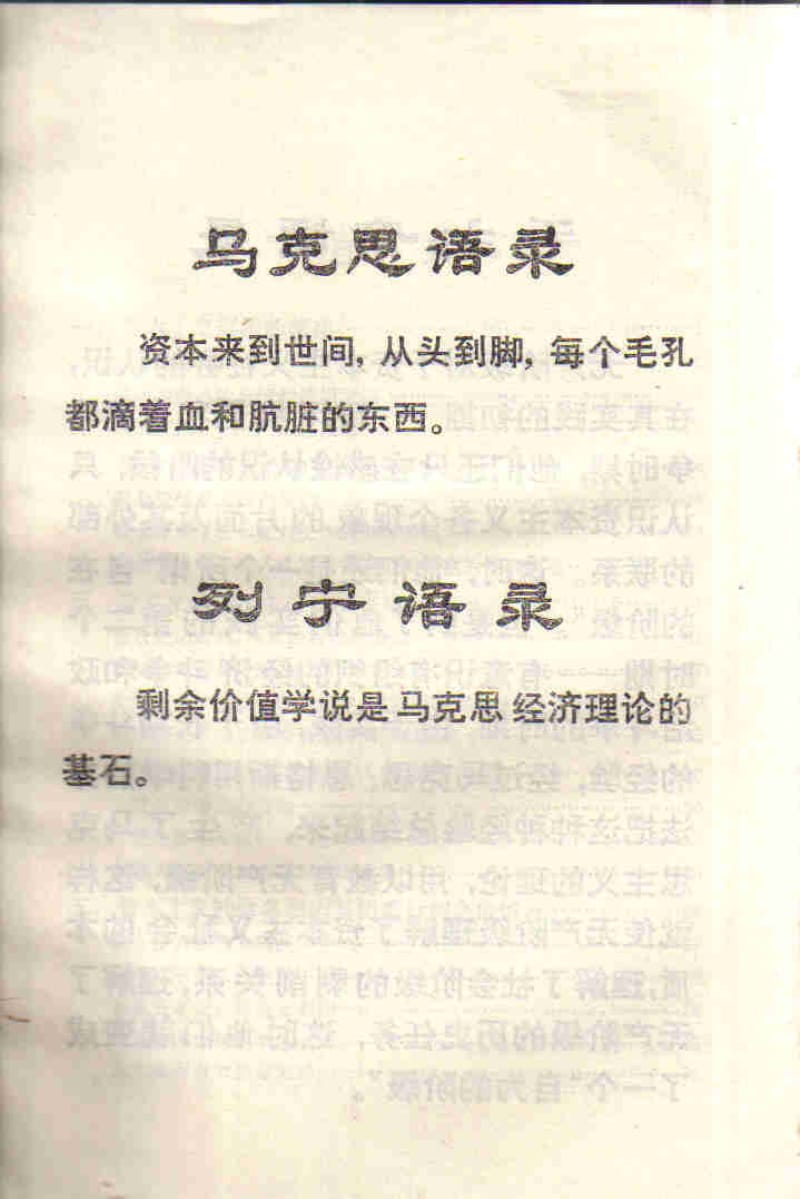 马克思语录
资本来到世间，从头到脚，每个毛孔
都滴着血和肮脏的东西。
列宁语录
剩余价值学说是马克思经济理论的
基石。